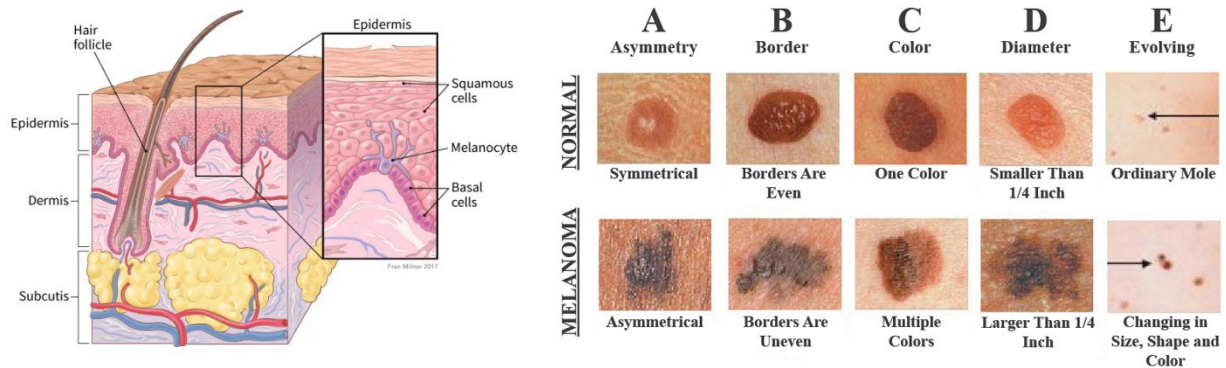 Hair
follicle
Epidermis
Dermis
Subcutis
Epidermis
Squamous
cells
Melanocyte
Basal
cells
Fran Milner 2017
A B C D E
Asymmetry Border Color Diameter Evolving
NORMAL
Symmetrical Borders Are Even One Color Smaller Than 1/4 Inch Ordinary Mole
MELANOMA
Asymmetrical Borders Are Uneven Multiple Colors Larger Than 1/4 Inch Changing in Size, Shape and Color